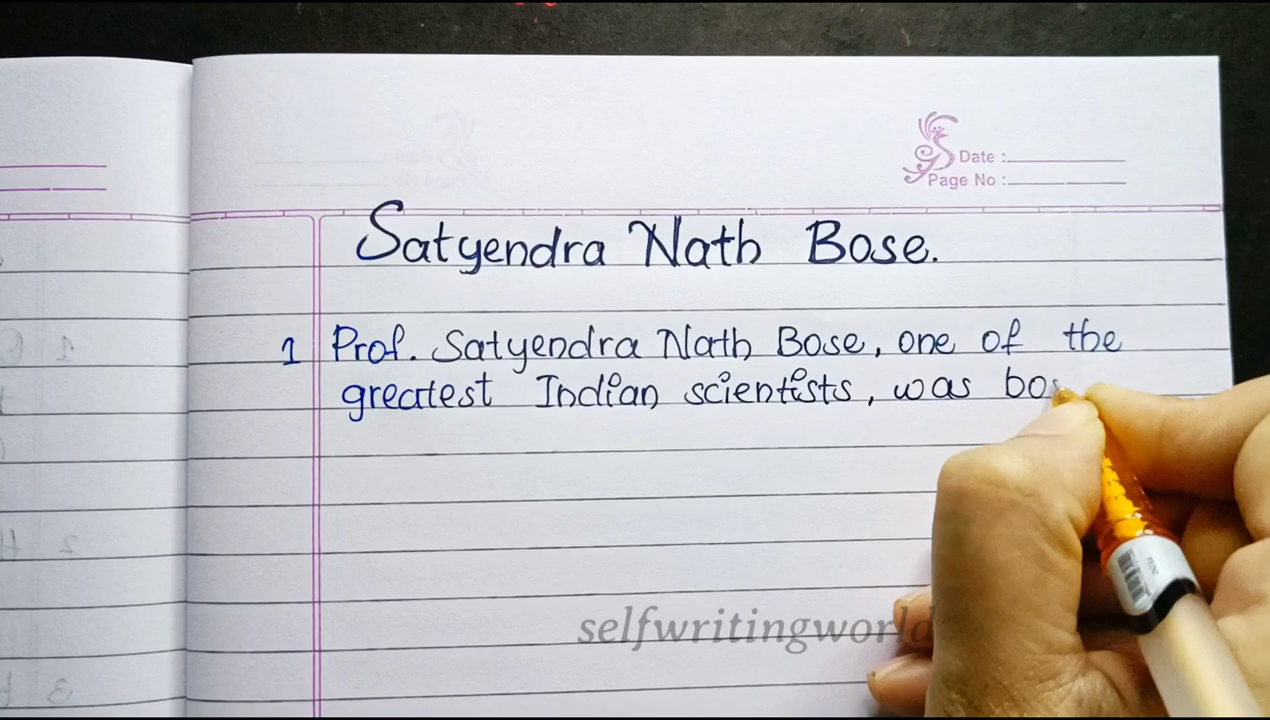 Date :
Page No :
Satyendra Nath Bose.
1 Prof. Satyendra Nath Bose, one of the
greatest Indian scientists, was
selfwritingworld